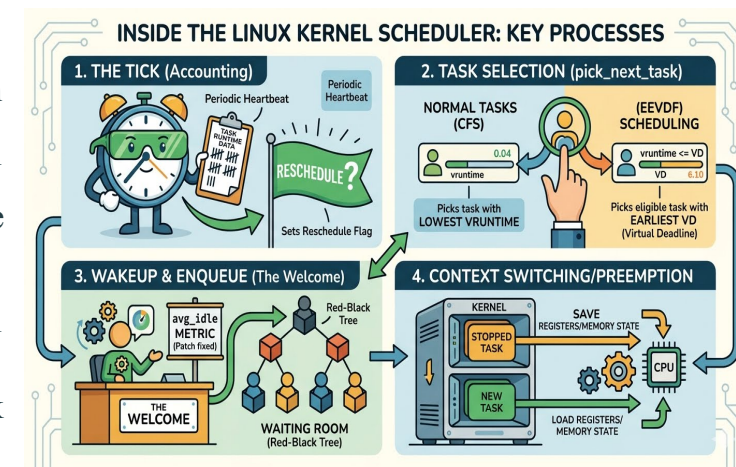 INSIDE THE LINUX KERNEL SCHEDULER: KEY PROCESSES
1. THE TICK (Accounting)
Periodic Heartbeat
Periodic
Heartbeat
TASK
RUNTIME
DATA
RESCHEDULE?
Sets Reschedule Flag
2. TASK SELECTION (pick_next_task)
NORMAL TASKS
(CFS)
0.04
vruntime
Picks task with
LOWEST VRUNTIME
(EEVDF)
SCHEDULING
vruntime <= VD
VD
6.10
Picks eligible task with
EARLIEST VD
(Virtual Deadline)
3. WAKEUP & ENQUEUE (The Welcome)
avg_idle
METRIC
(Patch fixed)
THE
WELCOME
Red-Black
Tree
WAITING ROOM
(Red-Black Tree)
4. CONTEXT SWITCHING/PREEMPTION
KERNEL
STOPPED
TASK
NEW
TASK
SAVE
REGISTERS/MEMORY STATE
CPU
LOAD REGISTERS/
MEMORY STATE